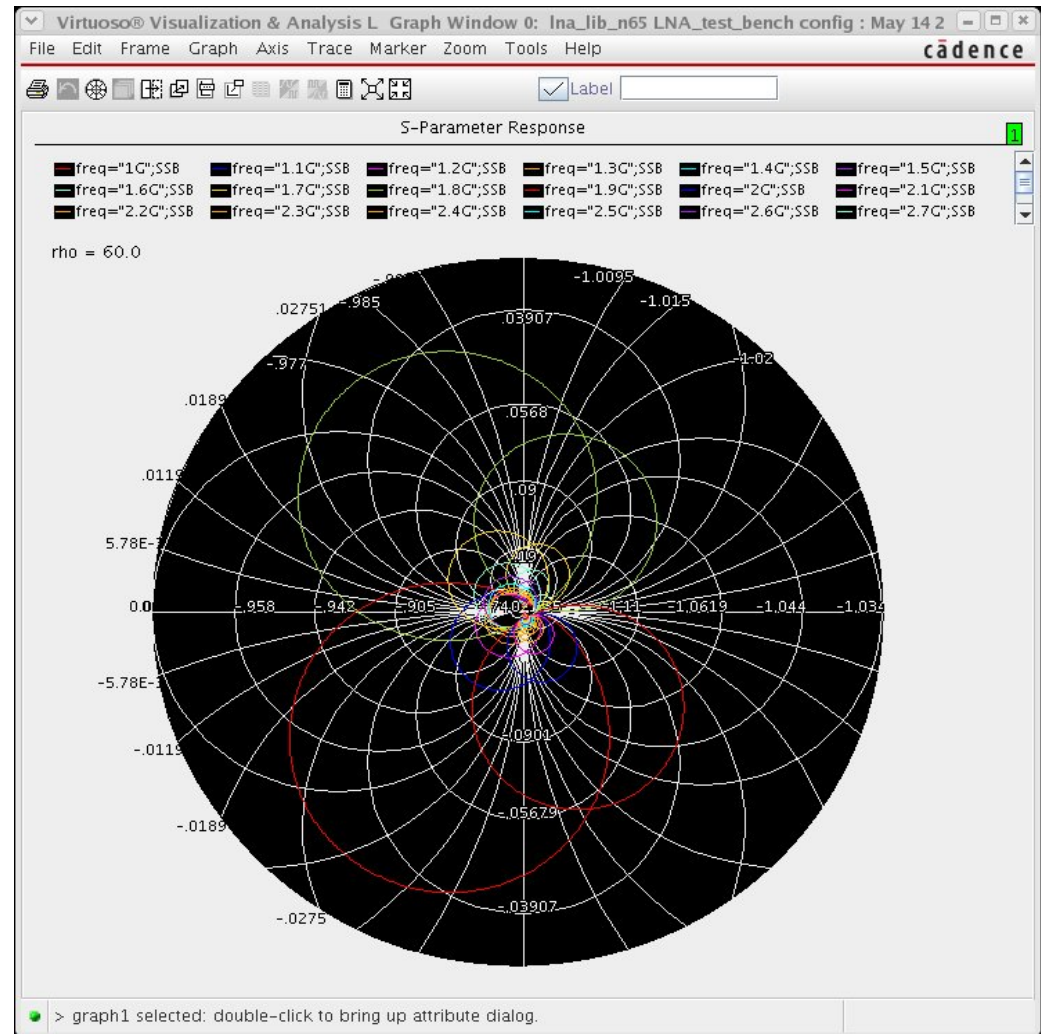 Virtuoso® Visualization & Analysis L Graph Window 0: lna_lib_n65 LNA_test_bench config : May 14 2
File Edit Frame Graph Axis Trace Marker Zoom Tools Help cādence
Label
S-Parameter Response
1
freq="1G";SSB freq="1.1G";SSB freq="1.2G";SSB freq="1.3G";SSB freq="1.4G";SSB freq="1.5G";SSB
freq="1.6G";SSB freq="1.7G";SSB freq="1.8G";SSB freq="1.9G";SSB freq="2G";SSB freq="2.1G";SSB
freq="2.2G";SSB freq="2.3G";SSB freq="2.4G";SSB freq="2.5G";SSB freq="2.6G";SSB freq="2.7G";SSB
rho = 60.0
-1.0095
.02751 -.985 -1.015
.03907
-.977 -1.02
.0189
.0568
.0119 .09
5.78E-
.19
0.0 -.958 -.942 -.905 -1.11 -1.0619 -1.044 -1.034
-5.78E-
-.0119 -.0901
-.0189 -.05679
-.0275 -.03907
> graph1 selected: double-click to bring up attribute dialog.